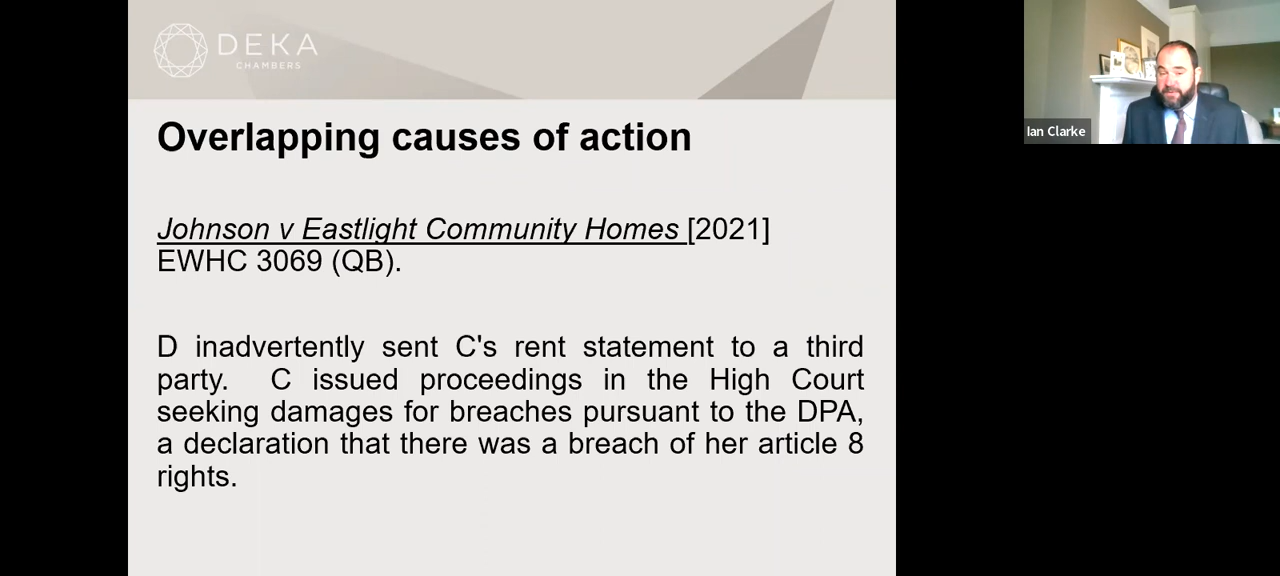 DEKA
CHAMBERS
Ian Clarke
Overlapping causes of action
Johnson v Eastlight Community Homes [2021]
EWHC 3069 (QB).
D inadvertently sent C's rent statement to a third
party. C issued proceedings in the High Court
seeking damages for breaches pursuant to the DPA,
a declaration that there was a breach of her article 8
rights.